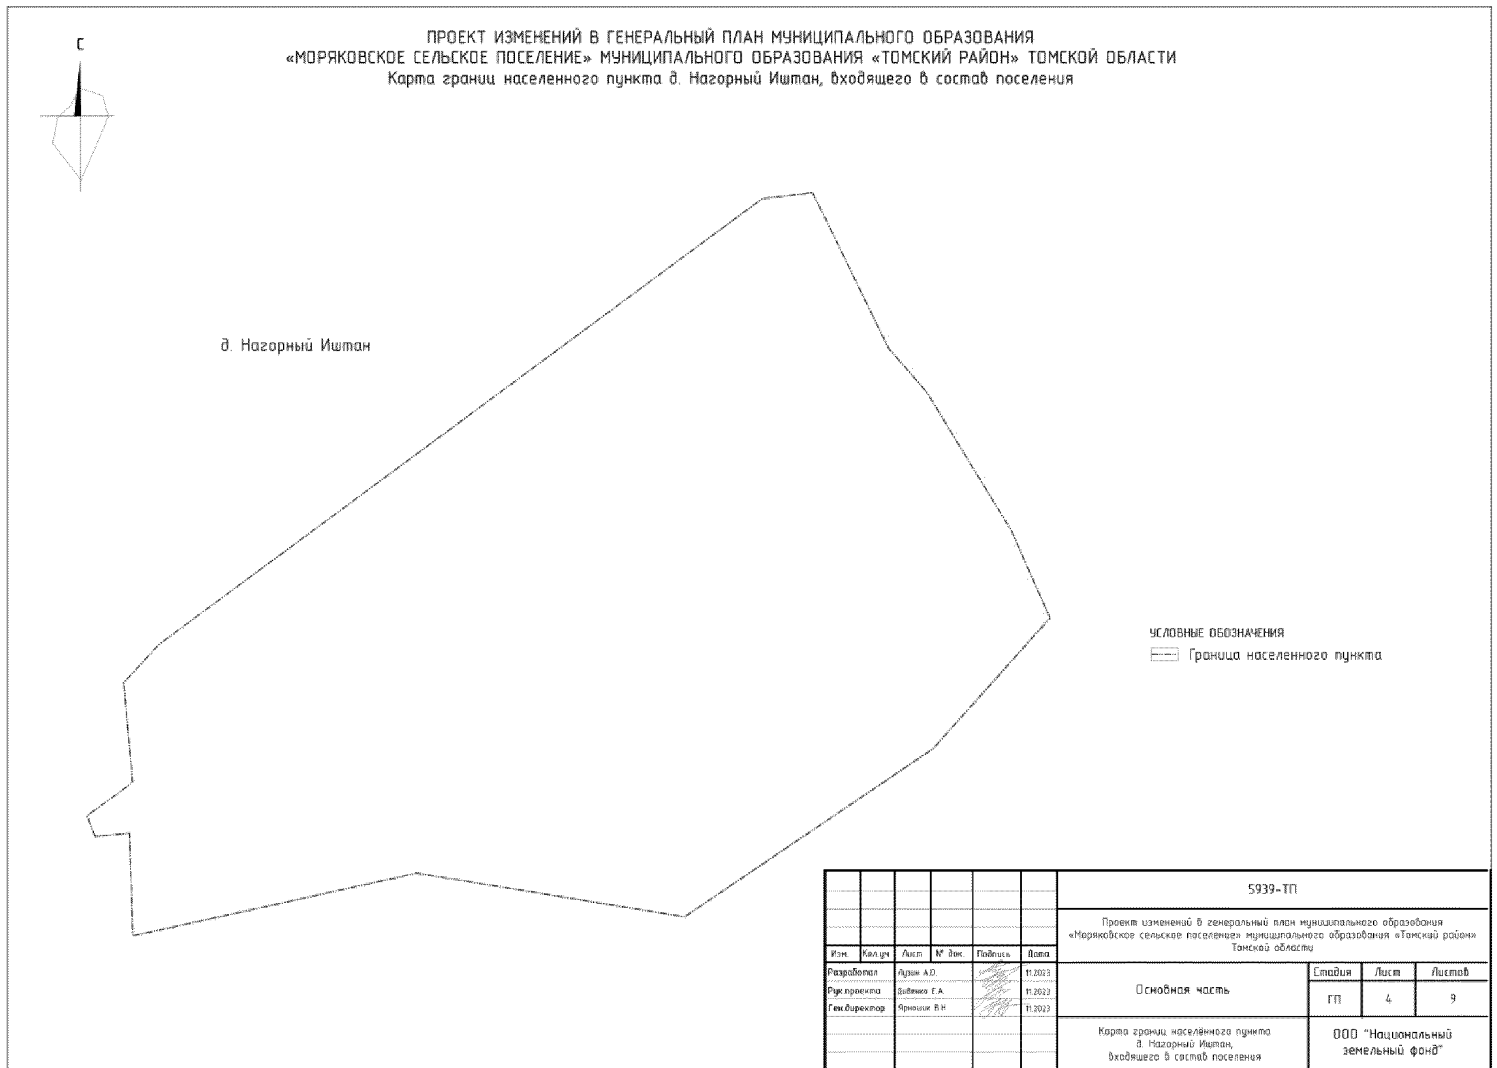 С
ПРОЕКТ ИЗМЕНЕНИЙ В ГЕНЕРАЛЬНЫЙ ПЛАН МУНИЦИПАЛЬНОГО ОБРАЗОВАНИЯ
«МОРЯКОВСКОЕ СЕЛЬСКОЕ ПОСЕЛЕНИЕ» МУНИЦИПАЛЬНОГО ОБРАЗОВАНИЯ «ТОМСКИЙ РАЙОН» ТОМСКОЙ ОБЛАСТИ
Карта границ населенного пункта д. Нагорный Иштан, входящего в состав поселения
д. Нагорный Иштан
УСЛОВНЫЕ ОБОЗНАЧЕНИЯ
Граница населенного пункта
5939-ТП
Проект изменений в генеральный план муниципального образования
«Моряковское сельское поселение» муниципального образования «Томский район»
Томской области
Изм. Кол.уч Лист № док. Подпись Дата
Разработал А.О. 11.2023
Рук.проекта Е.А. 11.2023
Ген.директор В.Н. 11.2023
Основная часть
Стадия Лист Листов
ГП 4 9
Карта границ населённого пункта
д. Нагорный Иштан,
входящего в состав поселения
ООО "Национальный
земельный фонд"